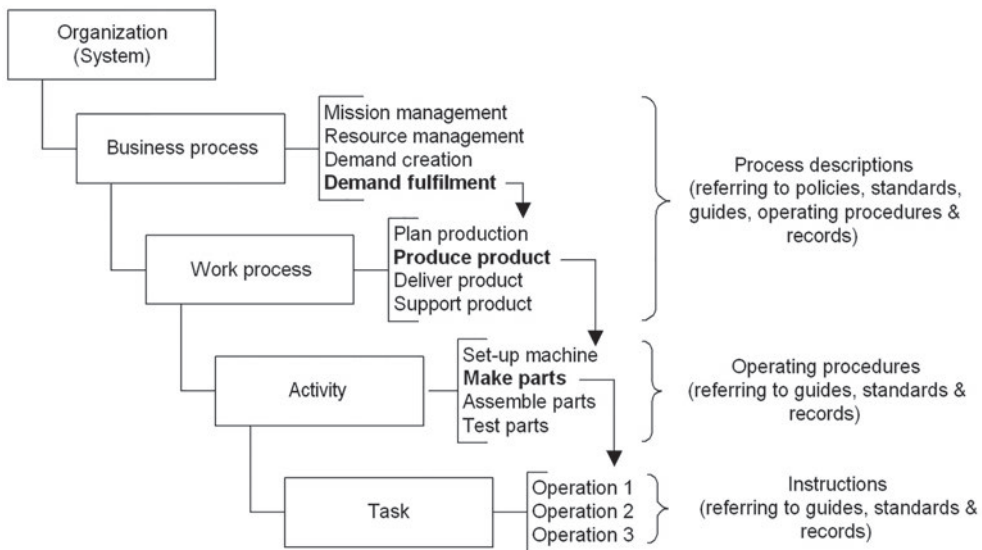 Organization
(System)
Business process
Mission management
Resource management
Demand creation
Demand fulfilment
Process descriptions
(referring to policies, standards,
guides, operating procedures &
records)
Work process
Plan production
Produce product
Deliver product
Support product
Activity
Set-up machine
Make parts
Assemble parts
Test parts
Operating procedures
(referring to guides, standards &
records)
Task
Operation 1
Operation 2
Operation 3
Instructions
(referring to guides, standards &
records)